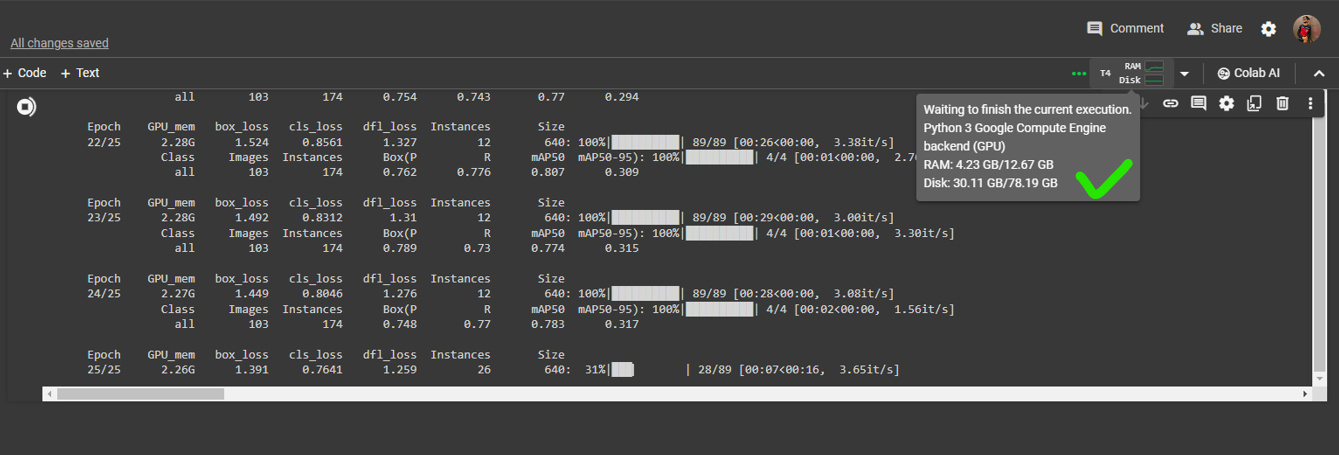 Comment Share
All changes saved
+ Code + Text T4 RAM Disk Colab AI
all 103 174 0.754 0.743 0.77 0.294
Waiting to finish the current execution.
Python 3 Google Compute Engine
backend (GPU)
RAM: 4.23 GB/12.67 GB
Disk: 30.11 GB/78.19 GB
Epoch GPU_mem box_loss cls_loss dfl_loss Instances Size
22/25 2.28G 1.524 0.8561 1.327 12 640: 100%|██████████| 89/89 [00:26<00:00, 3.38it/s]
Class Images Instances Box(P R mAP50 mAP50-95): 100%|██████████| 4/4 [00:01<00:00,
all 103 174 0.762 0.776 0.807 0.309
Epoch GPU_mem box_loss cls_loss dfl_loss Instances Size
23/25 2.28G 1.492 0.8312 1.31 12 640: 100%|██████████| 89/89 [00:29<00:00, 3.00it/s]
Class Images Instances Box(P R mAP50 mAP50-95): 100%|██████████| 4/4 [00:01<00:00, 3.30it/s]
all 103 174 0.789 0.73 0.774 0.315
Epoch GPU_mem box_loss cls_loss dfl_loss Instances Size
24/25 2.27G 1.449 0.8046 1.276 12 640: 100%|██████████| 89/89 [00:28<00:00, 3.08it/s]
Class Images Instances Box(P R mAP50 mAP50-95): 100%|██████████| 4/4 [00:02<00:00, 1.56it/s]
all 103 174 0.748 0.77 0.783 0.317
Epoch GPU_mem box_loss cls_loss dfl_loss Instances Size
25/25 2.26G 1.391 0.7641 1.259 26 640: 31%|███ | 28/89 [00:07<00:16, 3.65it/s]